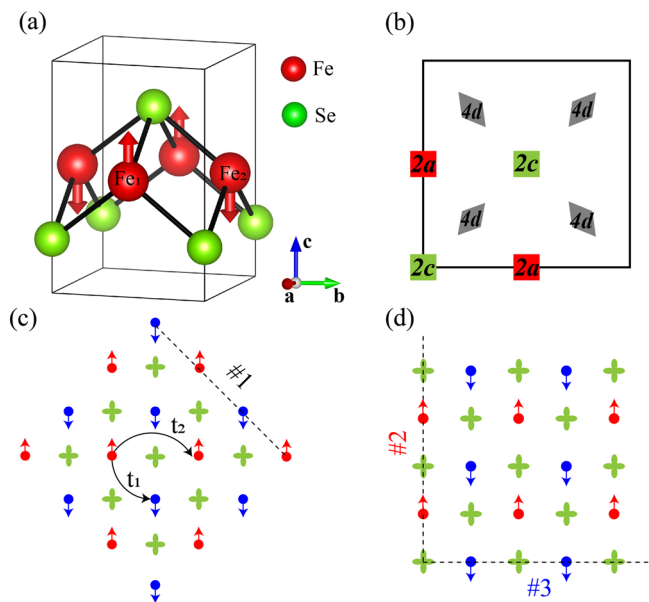 (a)
Fe
Se
Fe₁
Fe₂
c
a
b
(b)
4d
4d
2a
2c
4d
4d
2c
2a
(c)
#1
t₂
t₁
(d)
#2
#3